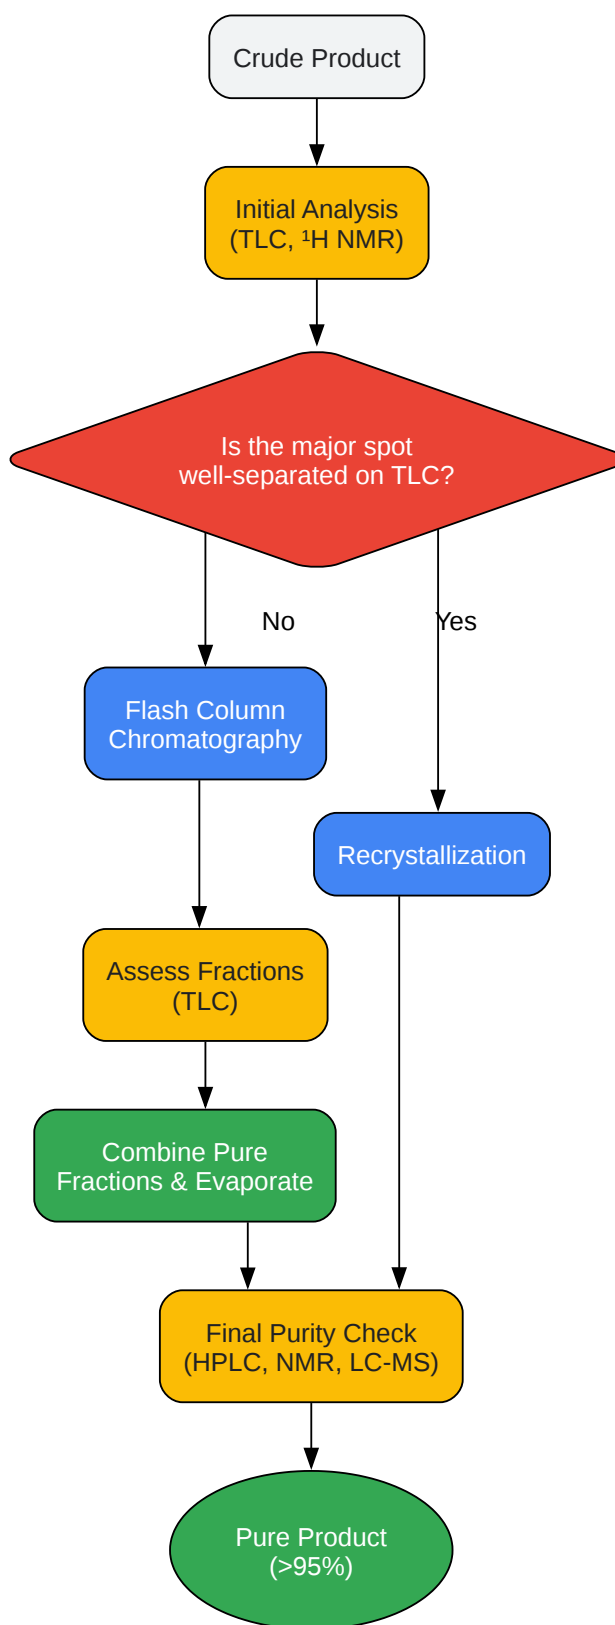 Crude Product
Initial Analysis
(TLC, ¹H NMR)
Is the major spot
well-separated on TLC?
No
Yes
Flash Column
Chromatography
Recrystallization
Assess Fractions
(TLC)
Combine Pure
Fractions & Evaporate
Final Purity Check
(HPLC, NMR, LC-MS)
Pure Product
(>95%)